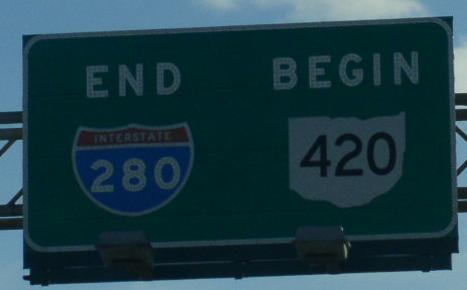 END BEGIN
INTERSTATE
280 420